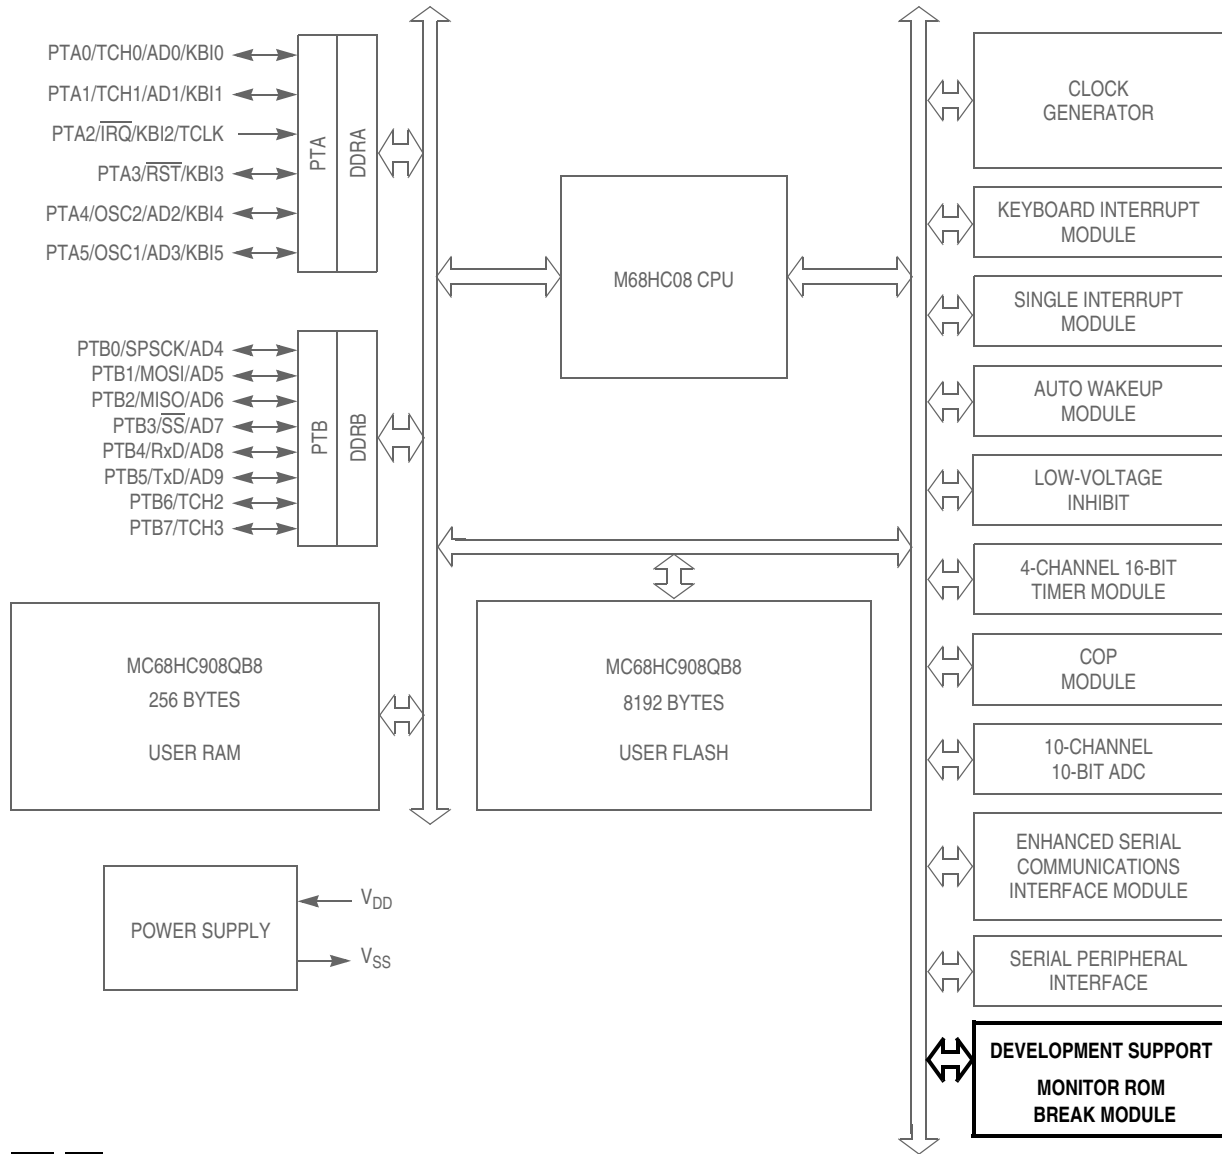 PTA0/TCH0/AD0/KBI0
PTA1/TCH1/AD1/KBI1
PTA2/IRQ/KBI2/TCLK
PTA3/RST/KBI3
PTA4/OSC2/AD2/KBI4
PTA5/OSC1/AD3/KBI5
PTA
DDRA
PTB0/SPSCK/AD4
PTB1/MOSI/AD5
PTB2/MISO/AD6
PTB3/SS/AD7
PTB4/RxD/AD8
PTB5/TxD/AD9
PTB6/TCH2
PTB7/TCH3
PTB
DDRB
M68HC08 CPU
MC68HC908QB8
256 BYTES
USER RAM
MC68HC908QB8
8192 BYTES
USER FLASH
POWER SUPPLY
VDD
VSS
CLOCK
GENERATOR
KEYBOARD INTERRUPT
MODULE
SINGLE INTERRUPT
MODULE
AUTO WAKEUP
MODULE
LOW-VOLTAGE
INHIBIT
4-CHANNEL 16-BIT
TIMER MODULE
COP
MODULE
10-CHANNEL
10-BIT ADC
ENHANCED SERIAL
COMMUNICATIONS
INTERFACE MODULE
SERIAL PERIPHERAL
INTERFACE
DEVELOPMENT SUPPORT
MONITOR ROM
BREAK MODULE